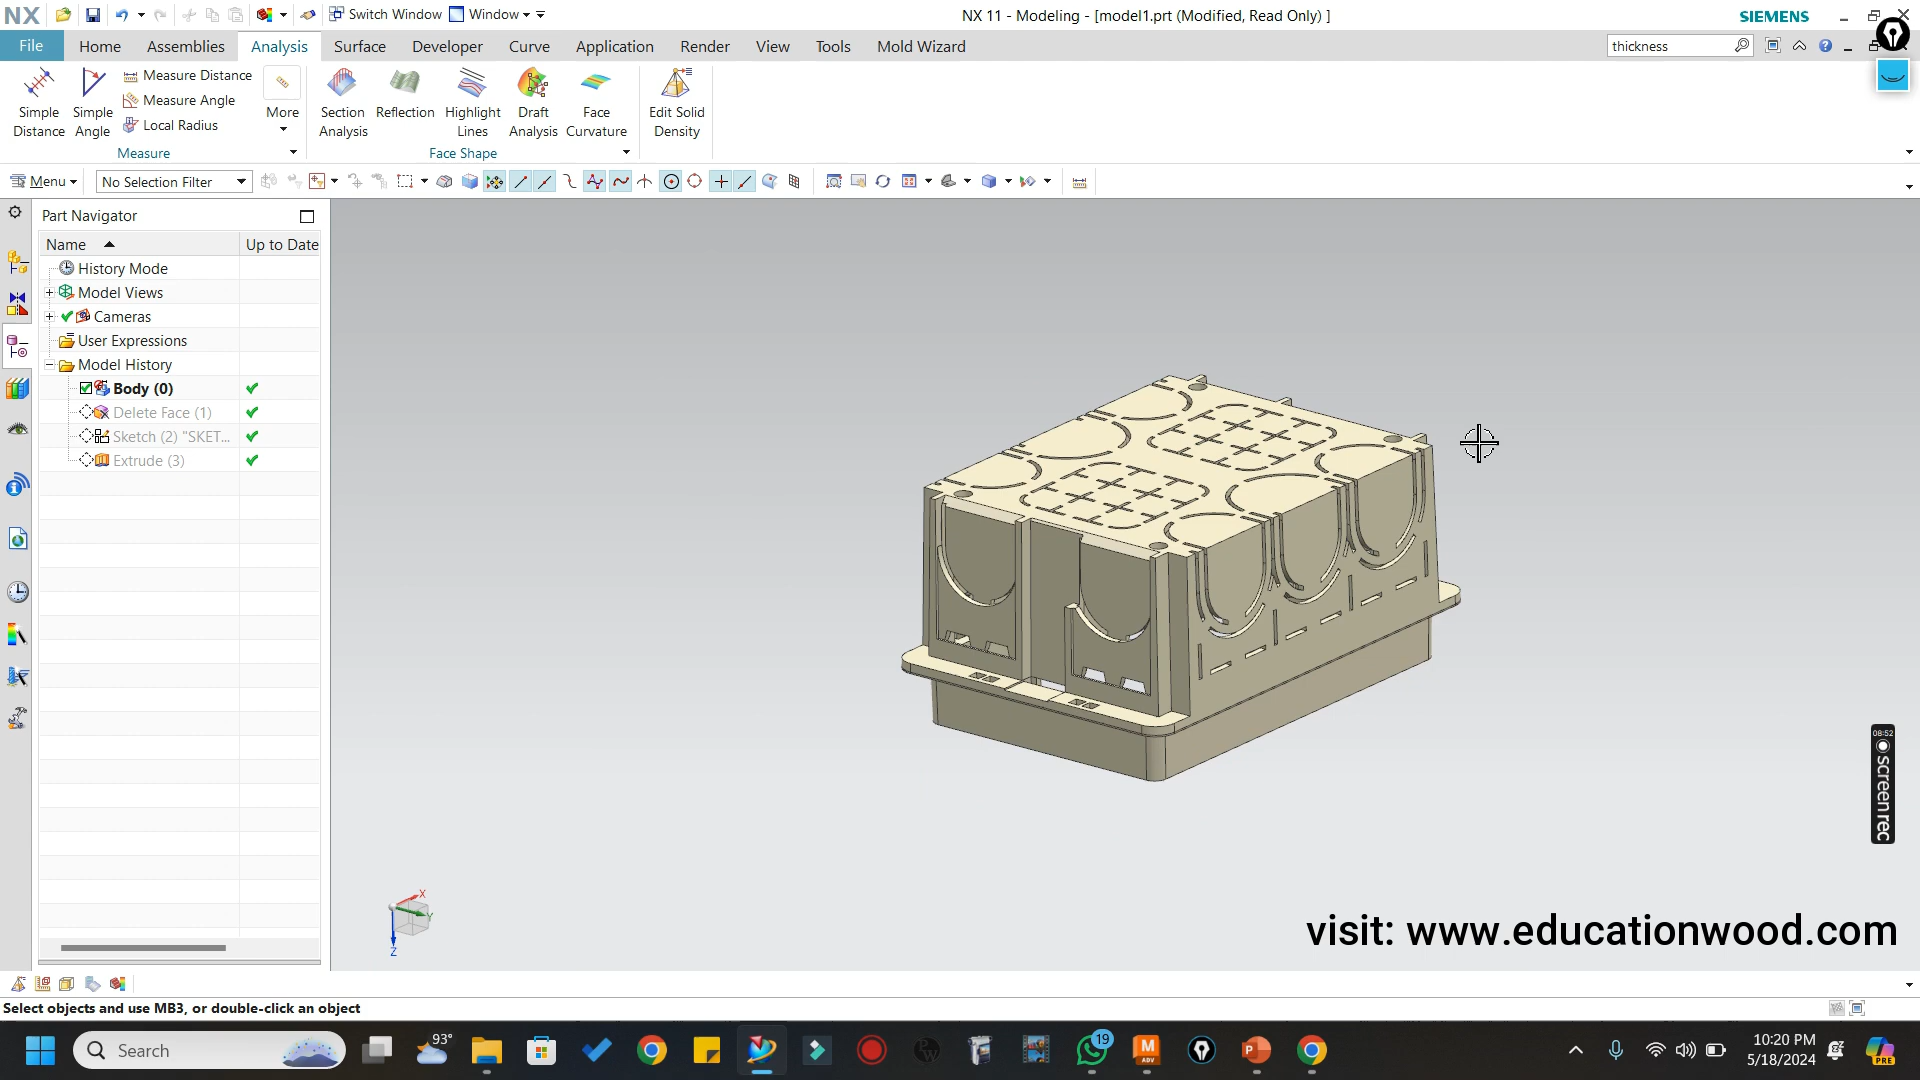 NX
Switch Window
Window
NX 11 - Modeling - [model1.prt (Modified, Read Only) ]
SIEMENS
File
Home
Assemblies
Analysis
Surface
Developer
Curve
Application
Render
View
Tools
Mold Wizard
thickness
Simple
Distance
Simple
Angle
Measure Distance
Measure Angle
Local Radius
More
Measure
Section
Analysis
Reflection
Highlight
Lines
Draft
Analysis
Face
Curvature
Face Shape
Edit Solid
Density
Menu
No Selection Filter
Part Navigator
Name
Up to Date
History Mode
Model Views
Cameras
User Expressions
Model History
Body (0)
Delete Face (1)
Sketch (2) "SKET...
Extrude (3)
X
Y
Z
08:52
screenrec
visit: www.educationwood.com
Select objects and use MB3, or double-click an object
Search
93°
19
M
ADV
P
10:20 PM
5/18/2024
PRE